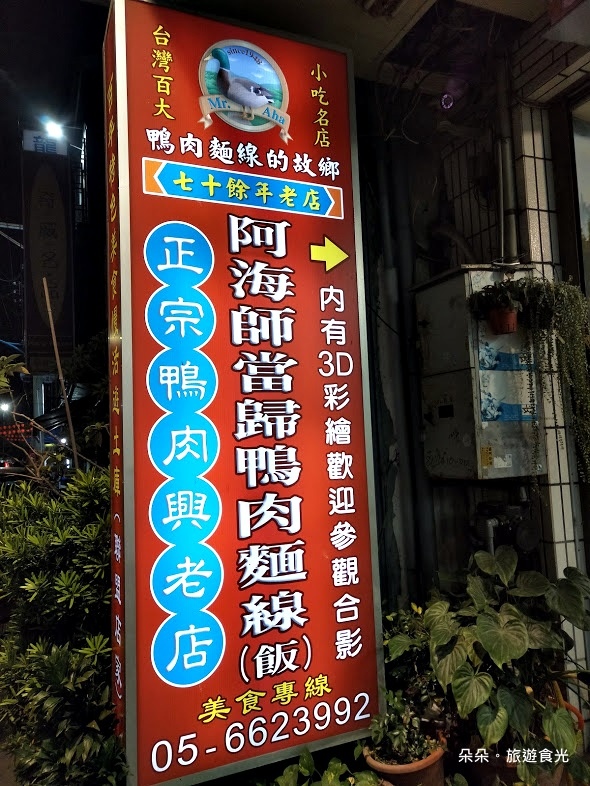 台灣百大
小吃名店
Mr. Aha
鴨肉麵線的故鄉
七十餘年老店
正宗鴨肉興老店
阿海師當歸鴨肉麵線(飯)
內有3D彩繪歡迎參觀合影
美食專線
05-6623992
朵朵。旅遊食光